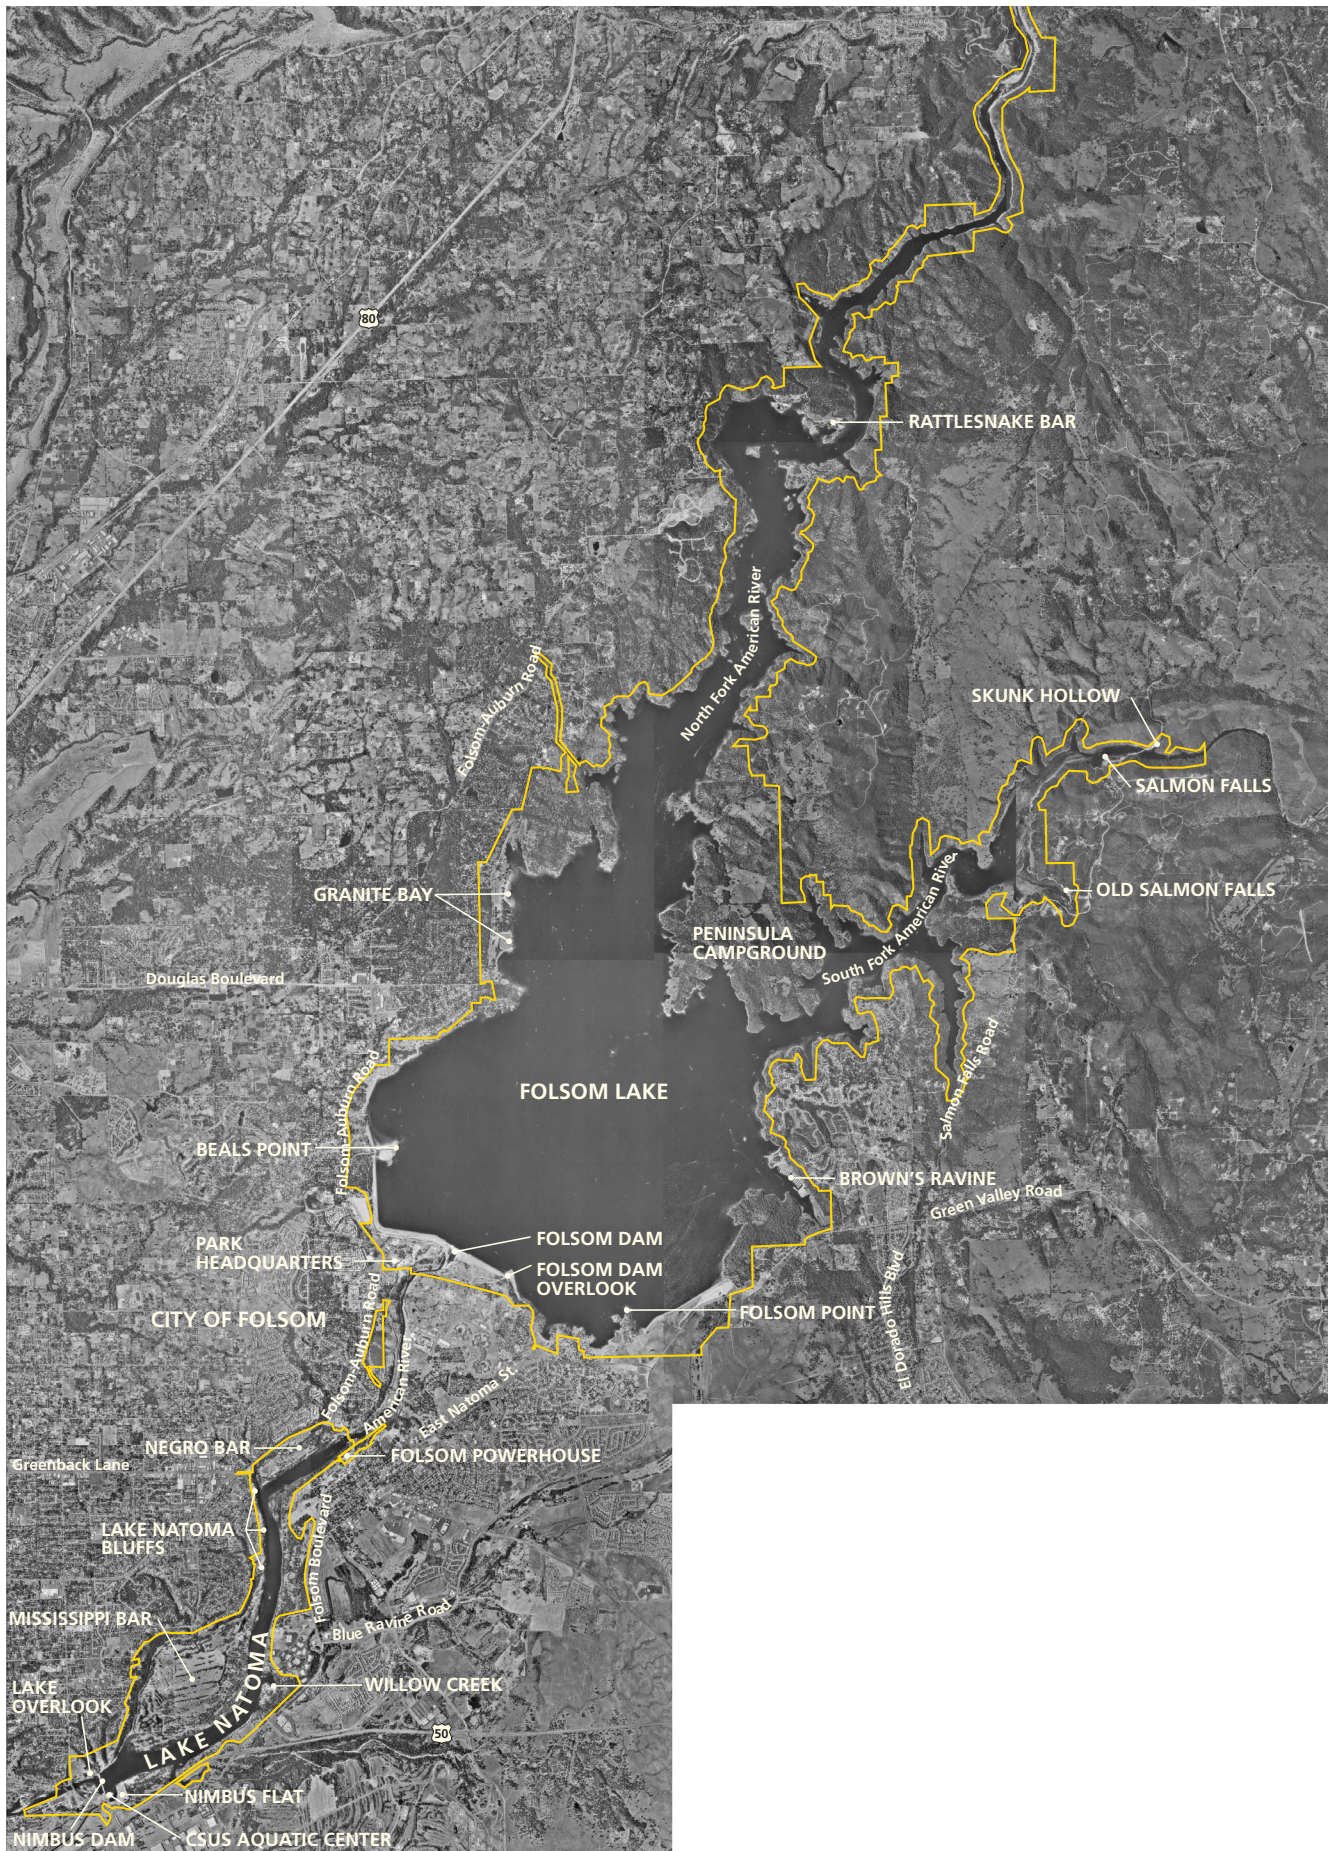 80
RATTLESNAKE BAR
North Fork American River
Folsom-Auburn Road
SKUNK HOLLOW
SALMON FALLS
GRANITE BAY
OLD SALMON FALLS
PENINSULA
CAMPGROUND
South Fork American River
Douglas Boulevard
Folsom-Auburn Road
FOLSOM LAKE
Salmon Falls Road
BEALS POINT
BROWN'S RAVINE
Green Valley Road
PARK
HEADQUARTERS
FOLSOM DAM
FOLSOM DAM
OVERLOOK
El Dorado Hills Blvd
FOLSOM POINT
CITY OF FOLSOM
Folsom-Auburn Road
American River
East Natoma St.
NEGRO BAR
FOLSOM POWERHOUSE
Greenback Lane
LAKE NATOMA
BLUFFS
Folsom Boulevard
MISSISSIPPI BAR
Blue Ravine Road
LAKE
OVERLOOK
WILLOW CREEK
LAKE NATOMA
50
NIMBUS FLAT
NIMBUS DAM
CSUS AQUATIC CENTER